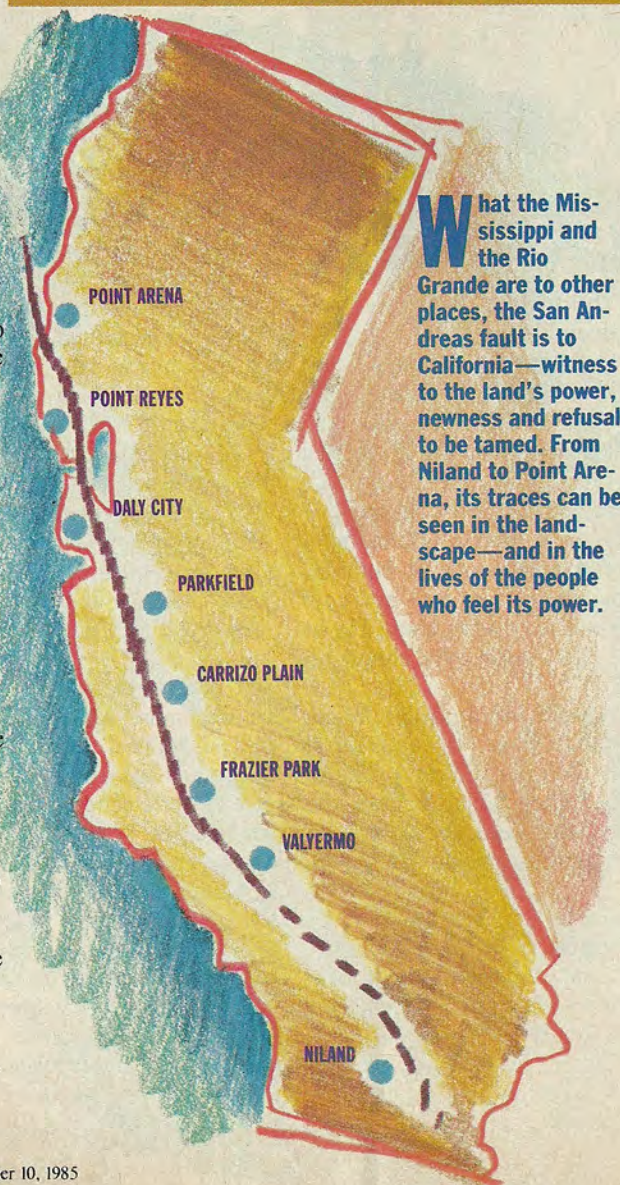 What the Mis-
sissippi and
the Rio
Grande are to other
places, the San An-
dreas fault is to
California—witness
to the land's power,
newness and refusal
to be tamed. From
Niland to Point Are-
na, its traces can be
seen in the land-
scape—and in the
lives of the people
who feel its power.
POINT ARENA
POINT REYES
DALY CITY
PARKFIELD
CARRIZO PLAIN
FRAZIER PARK
VALYERMO
NILAND
er 10, 1985